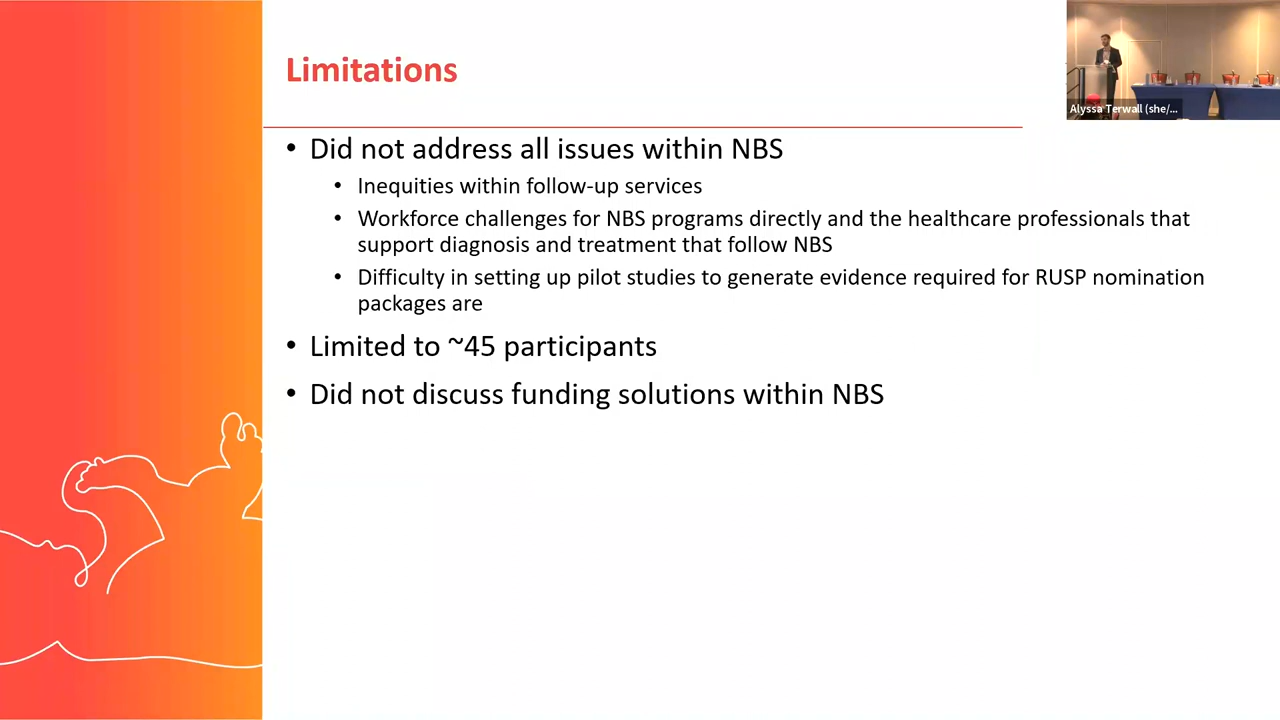 Limitations
Alyssa Terwall (she/...
• Did not address all issues within NBS
• Inequities within follow-up services
• Workforce challenges for NBS programs directly and the healthcare professionals that
support diagnosis and treatment that follow NBS
• Difficulty in setting up pilot studies to generate evidence required for RUSP nomination
packages are
• Limited to ~45 participants
• Did not discuss funding solutions within NBS